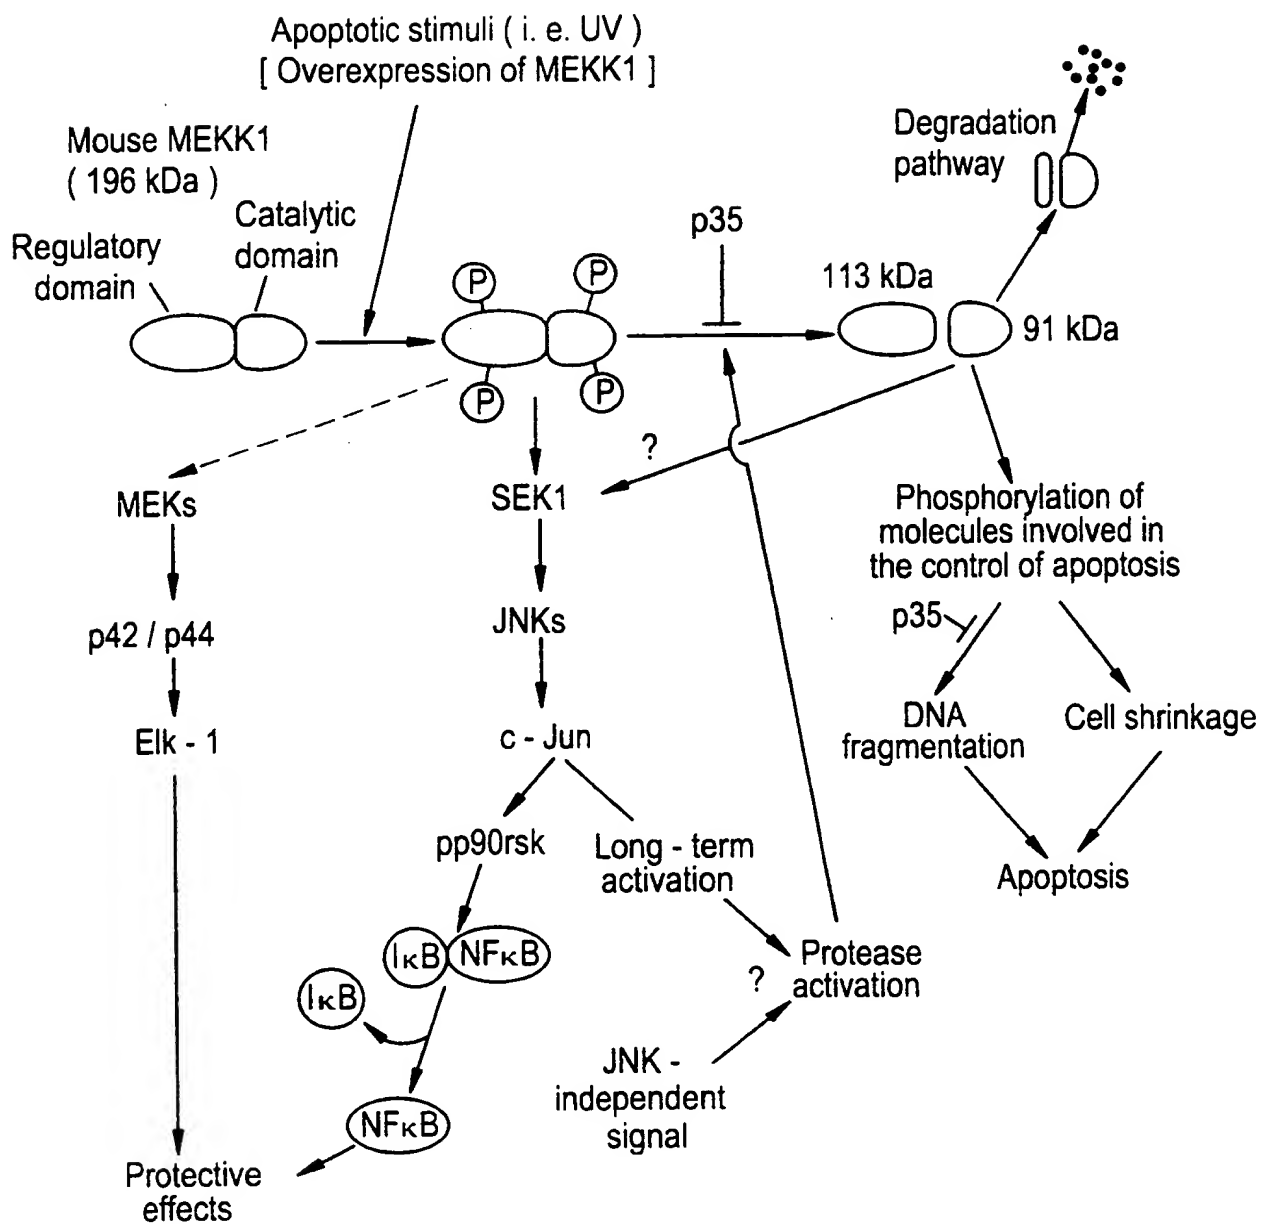 Apoptotic stimuli ( i. e. UV )
[ Overexpression of MEKK1 ]
Mouse MEKK1
( 196 kDa )
Regulatory
domain
Catalytic
domain
Degradation
pathway
p35
113 kDa
91 kDa
P
P
P
P
?
MEKs
SEK1
Phosphorylation of
molecules involved in
the control of apoptosis
p42 / p44
JNKs
p35
Elk - 1
c - Jun
DNA
fragmentation
Cell shrinkage
pp90rsk
Long - term
activation
Apoptosis
IκB
NFκB
Protease
activation
?
IκB
JNK -
independent
signal
NFκB
Protective
effects